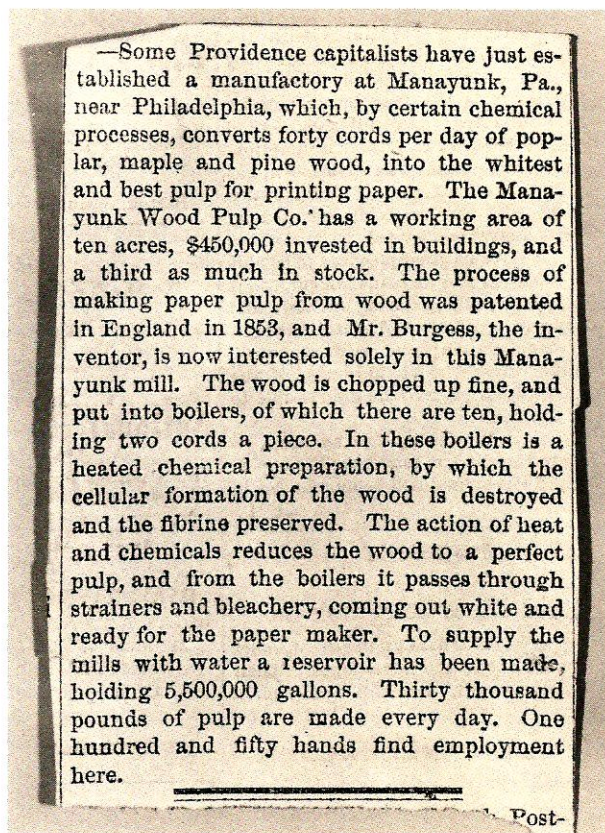 —Some Providence capitalists have just es-
tablished a manufactory at Manayunk, Pa.,
near Philadelphia, which, by certain chemical
processes, converts forty cords per day of pop-
lar, maple and pine wood, into the whitest
and best pulp for printing paper. The Mana-
yunk Wood Pulp Co. has a working area of
ten acres, $450,000 invested in buildings, and
a third as much in stock. The process of
making paper pulp from wood was patented
in England in 1853, and Mr. Burgess, the in-
ventor, is now interested solely in this Mana-
yunk mill. The wood is chopped up fine, and
put into boilers, of which there are ten, hold-
ing two cords a piece. In these boilers is a
heated chemical preparation, by which the
cellular formation of the wood is destroyed
and the fibrine preserved. The action of heat
and chemicals reduces the wood to a perfect
pulp, and from the boilers it passes through
strainers and bleachery, coming out white and
ready for the paper maker. To supply the
mills with water a reservoir has been made,
holding 5,500,000 gallons. Thirty thousand
pounds of pulp are made every day. One
hundred and fifty hands find employment
here.
Post-